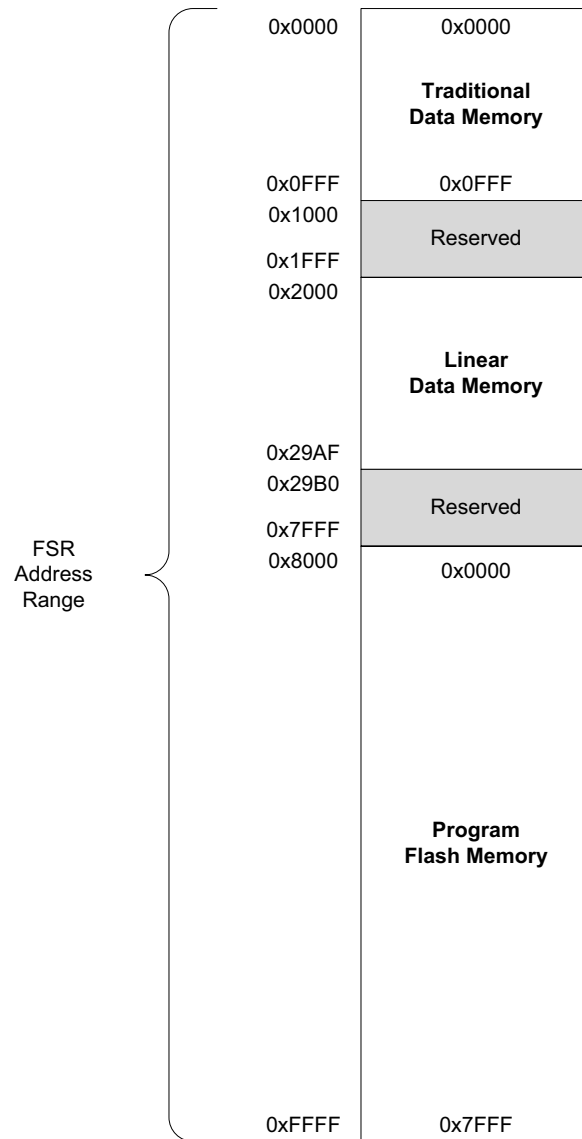 0x0000 0x0000
Traditional
Data Memory
0x0FFF 0x0FFF
0x1000
Reserved
0x1FFF
0x2000
Linear
Data Memory
0x29AF
0x29B0
Reserved
0x7FFF
0x8000
0x0000
FSR
Address
Range
Program
Flash Memory
0xFFFF 0x7FFF